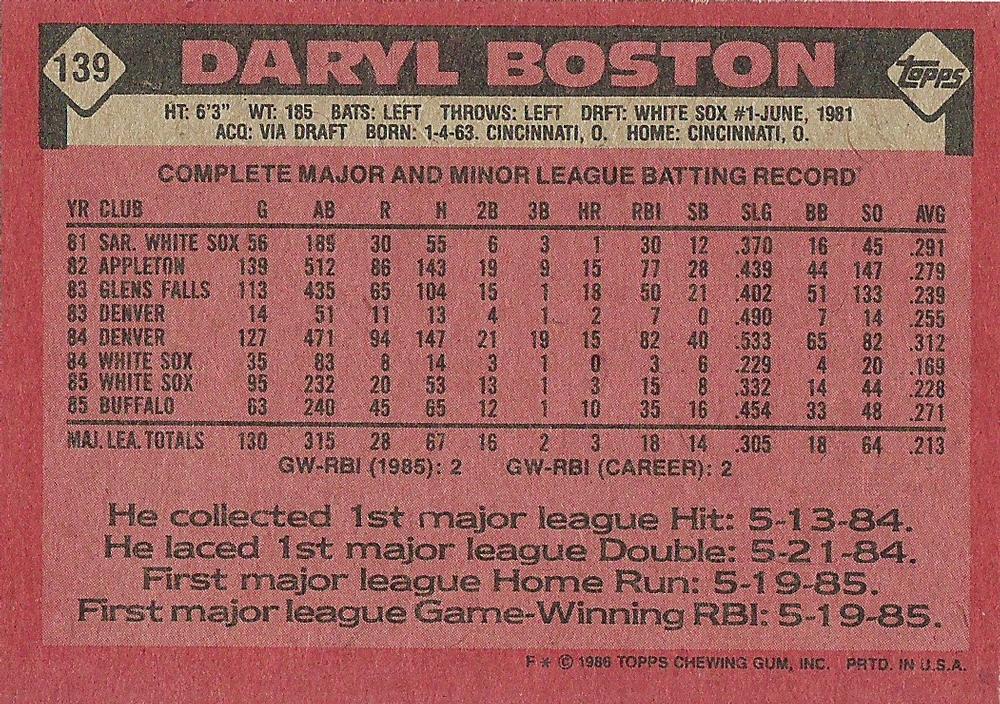 139 DARYL BOSTON topps
HT: 6'3" WT: 185 BATS: LEFT THROWS: LEFT DRFT: WHITE SOX #1-JUNE, 1981
ACQ: VIA DRAFT BORN: 1-4-63. CINCINNATI, O. HOME: CINCINNATI, O.
COMPLETE MAJOR AND MINOR LEAGUE BATTING RECORD
YR CLUB G AB R H 2B 3B HR RBI SB SLG BB SO AVG
81 SAR. WHITE SOX 56 189 30 55 6 3 1 30 12 .370 16 45 .291
82 APPLETON 139 512 86 143 19 9 15 77 28 .439 44 147 .279
83 GLENS FALLS 113 435 65 104 15 1 18 50 21 .402 51 133 .239
83 DENVER 14 51 11 13 4 1 2 7 0 .490 7 14 .255
84 DENVER 127 471 94 147 21 19 15 82 40 .533 65 82 .312
84 WHITE SOX 35 83 8 14 3 1 0 3 6 .229 4 20 .169
85 WHITE SOX 95 232 20 53 13 1 3 15 8 .332 14 44 .228
85 BUFFALO 63 240 45 65 12 1 10 35 16 .454 33 48 .271
MAJ. LEA. TOTALS 130 315 28 67 16 2 3 18 14 .305 18 64 .213
GW-RBI (1985): 2 GW-RBI (CAREER): 2
He collected 1st major league Hit: 5-13-84.
He laced 1st major league Double: 5-21-84.
First major league Home Run: 5-19-85.
First major league Game-Winning RBI: 5-19-85.
F * © 1986 TOPPS CHEWING GUM, INC. PRTD. IN U.S.A.